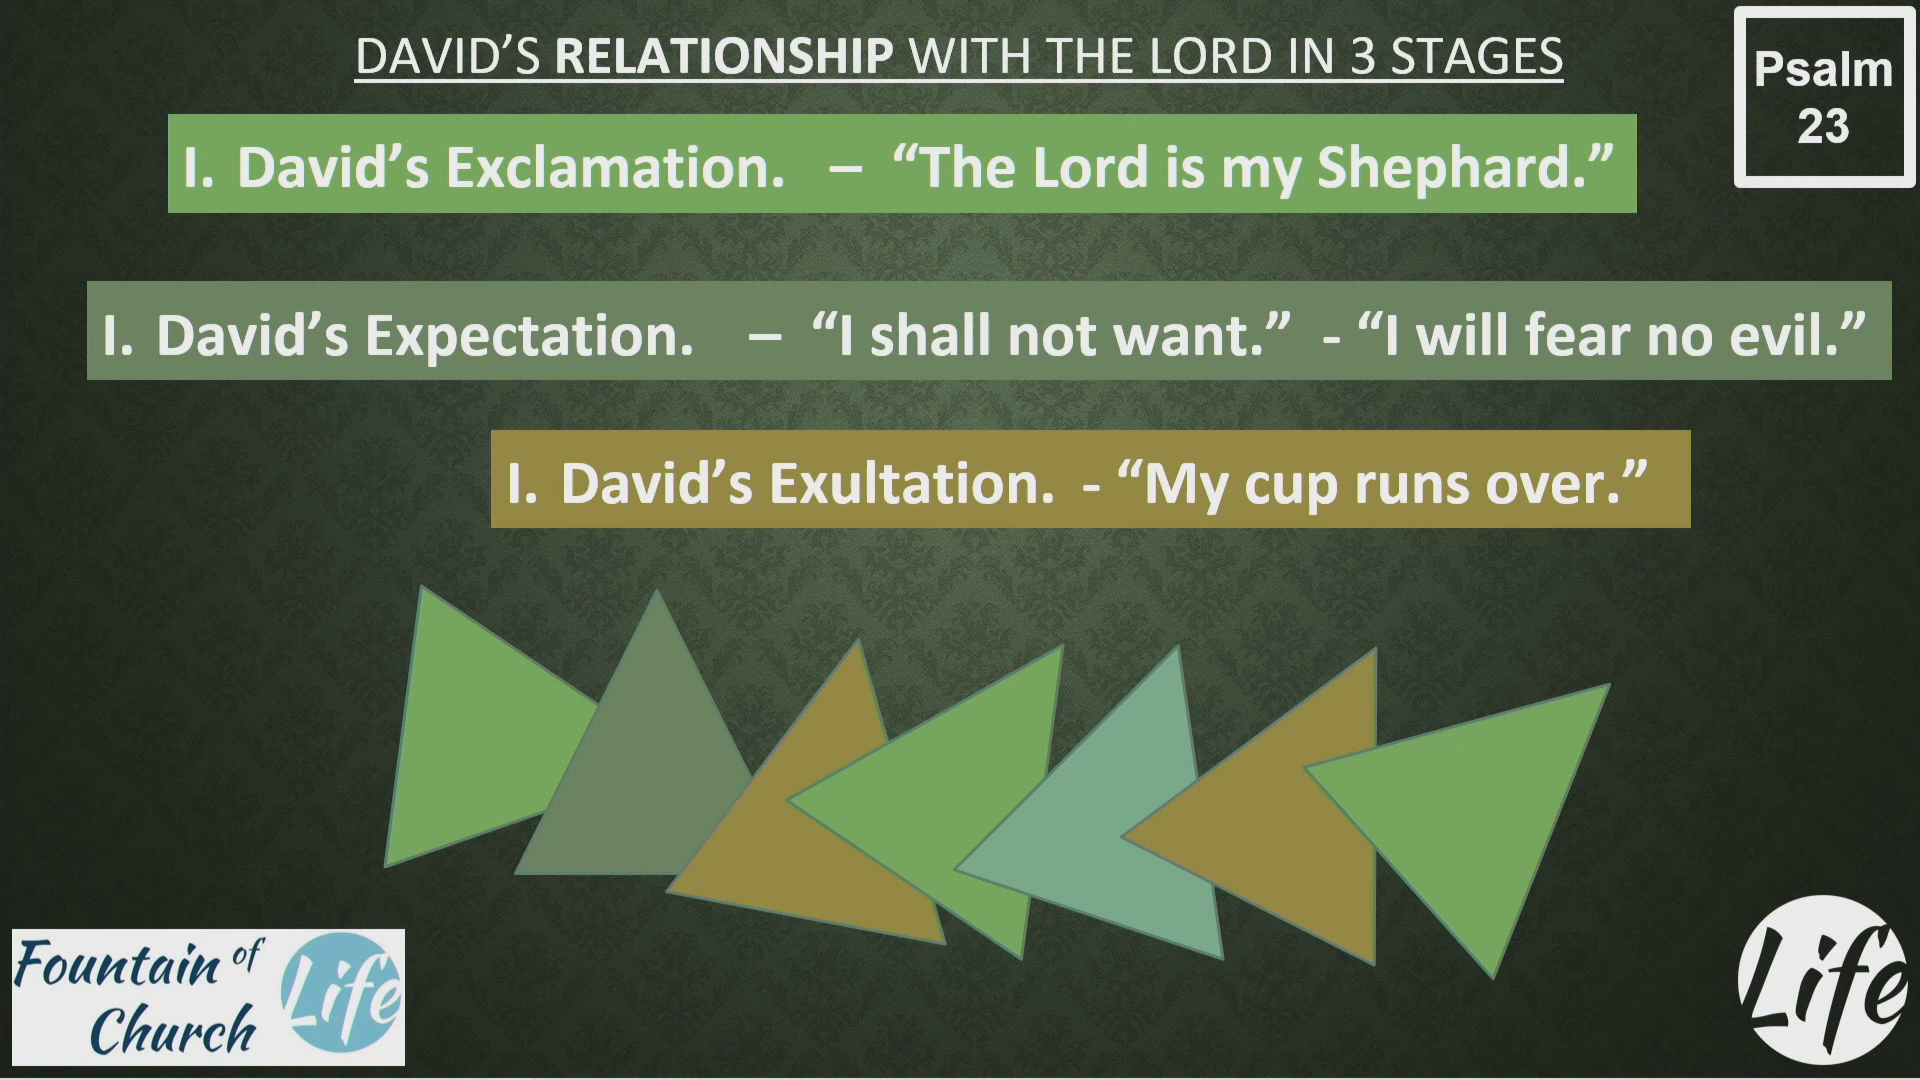 DAVID’S RELATIONSHIP WITH THE LORD IN 3 STAGES
Psalm
23
I. David’s Exclamation. – “The Lord is my Shephard.”
I. David’s Expectation. – “I shall not want.” - “I will fear no evil.”
I. David’s Exultation. - “My cup runs over.”
Fountain of
Church
Life
Life